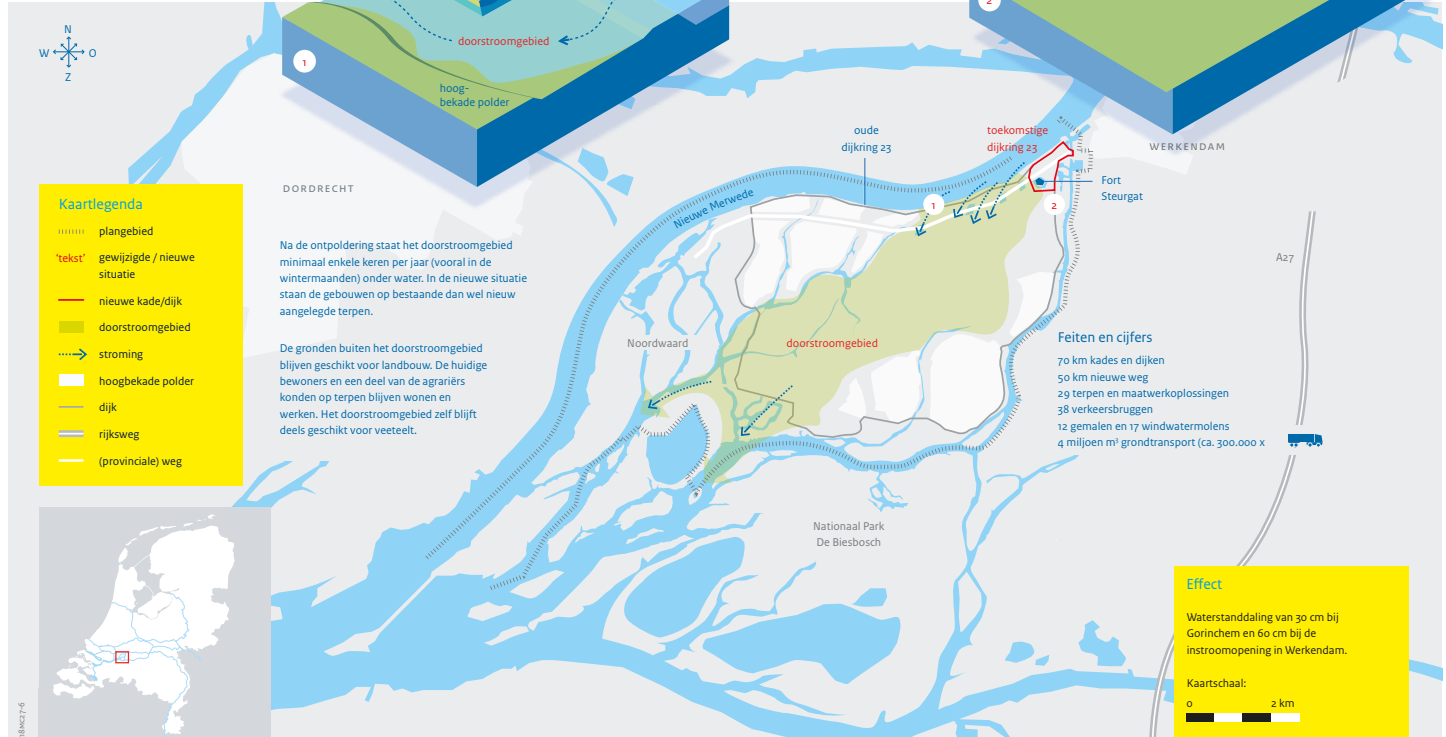 N
W
O
Z
1
doorstroomgebied
hoog-
bekade polder
2
oude
dijkring 23
toekomstige
dijkring 23
WERKENDAM
Fort
Steurgat
1
2
Nieuwe Merwede
DORDRECHT
A27
Noordwaard
doorstroomgebied
Nationaal Park
De Biesbosch
Kaartlegenda
plangebied
'tekst' gewijzigde / nieuwe
situatie
nieuwe kade/dijk
doorstroomgebied
stroming
hoogbekade polder
dijk
rijksweg
(provinciale) weg
Na de ontpoldering staat het doorstroomgebied
minimaal enkele keren per jaar (vooral in de
wintermaanden) onder water. In de nieuwe situatie
staan de gebouwen op bestaande dan wel nieuw
aangelegde terpen.
De gronden buiten het doorstroomgebied
blijven geschikt voor landbouw. De huidige
bewoners en een deel van de agrariërs
konden op terpen blijven wonen en
werken. Het doorstroomgebied zelf blijft
deels geschikt voor veeteelt.
Feiten en cijfers
70 km kades en dijken
50 km nieuwe weg
29 terpen en maatwerkoplossingen
38 verkeersbruggen
12 gemalen en 17 windwatermolens
4 miljoen m³ grondtransport (ca. 300.000 x
Effect
Waterstanddaling van 30 cm bij
Gorinchem en 60 cm bij de
instroomopening in Werkendam.
Kaartschaal:
0 2 km